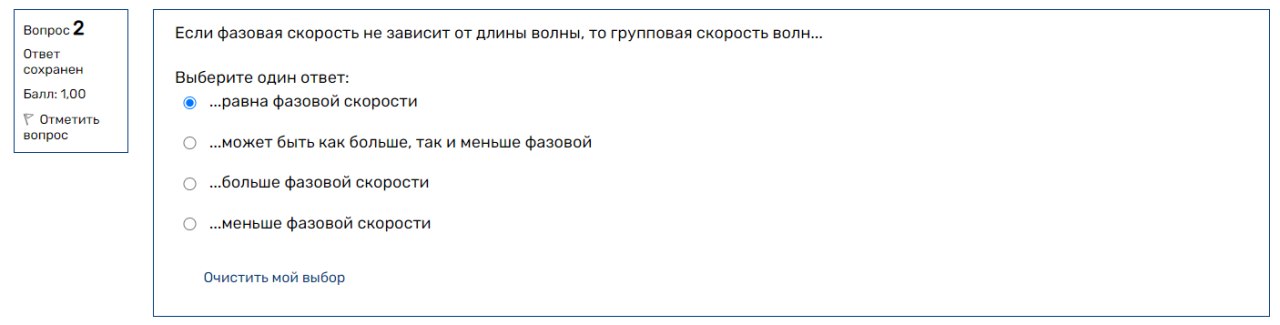 Вопрос 2
Ответ
сохранен
Балл: 1,00
Отметить
вопрос
Если фазовая скорость не зависит от длины волны, то групповая скорость волн...
Выберите один ответ:
...равна фазовой скорости
...может быть как больше, так и меньше фазовой
...больше фазовой скорости
...меньше фазовой скорости
Очистить мой выбор